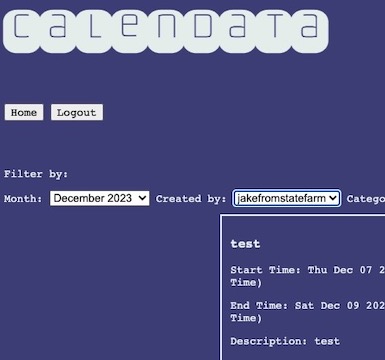 calendata
Home Logout
Filter by:
Month: December 2023 Created by: jakefromstatefarm Catego
test
Start Time: Thu Dec 07 2
Time)
End Time: Sat Dec 09 202
Time)
Description: test